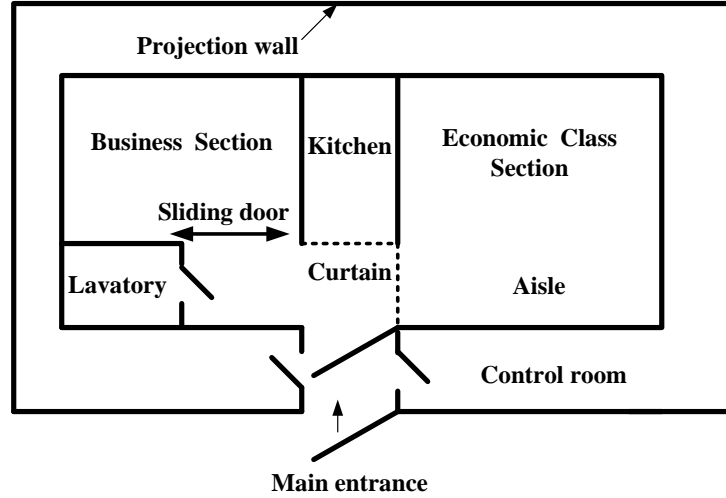 Projection wall
Business Section
Kitchen
Economic Class
Section
Sliding door
Lavatory
Curtain
Aisle
Control room
Main entrance